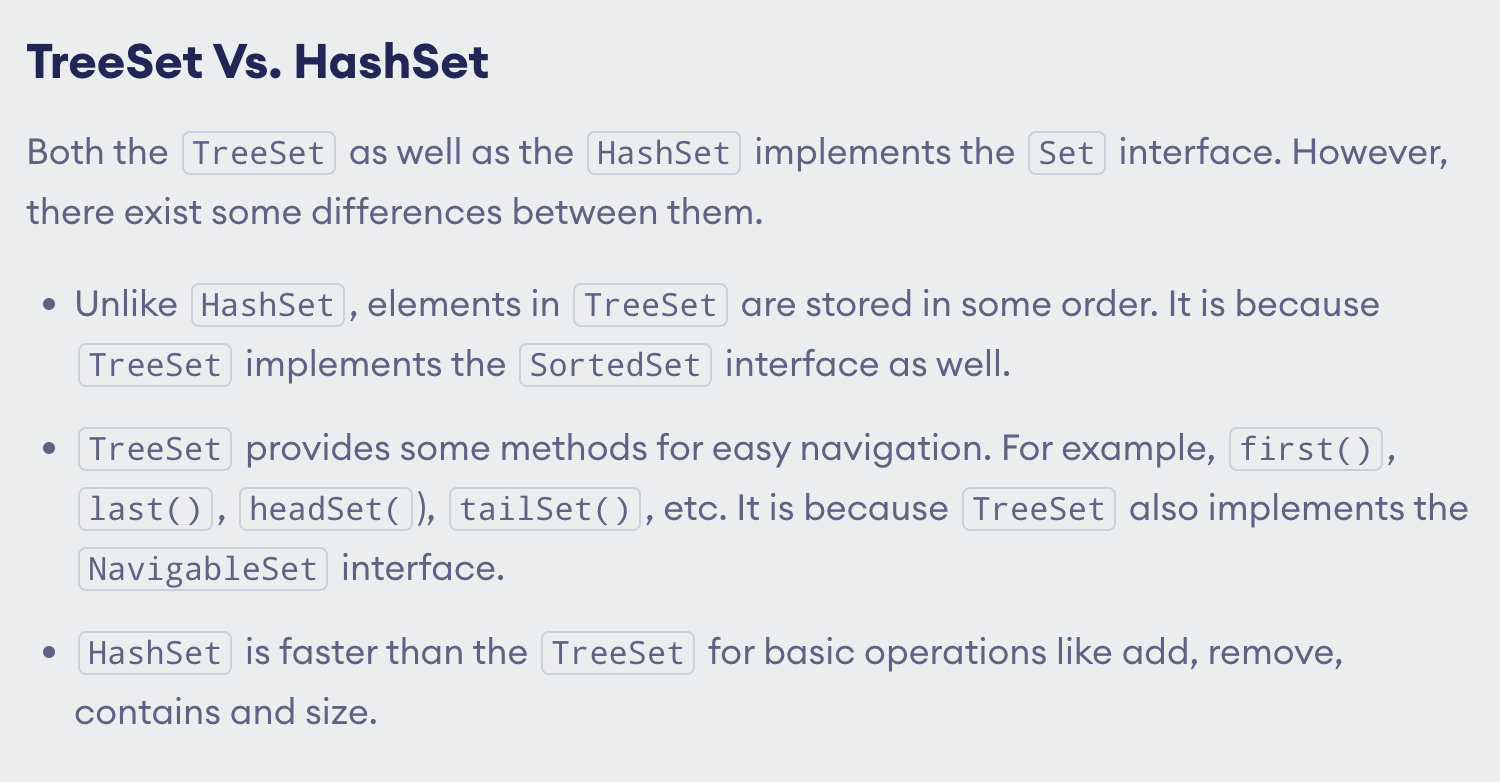 TreeSet Vs. HashSet
Both the TreeSet as well as the HashSet implements the Set interface. However,
there exist some differences between them.
• Unlike HashSet, elements in TreeSet are stored in some order. It is because
TreeSet implements the SortedSet interface as well.
• TreeSet provides some methods for easy navigation. For example, first(),
last(), headSet(), tailSet(), etc. It is because TreeSet also implements the
NavigableSet interface.
• HashSet is faster than the TreeSet for basic operations like add, remove,
contains and size.